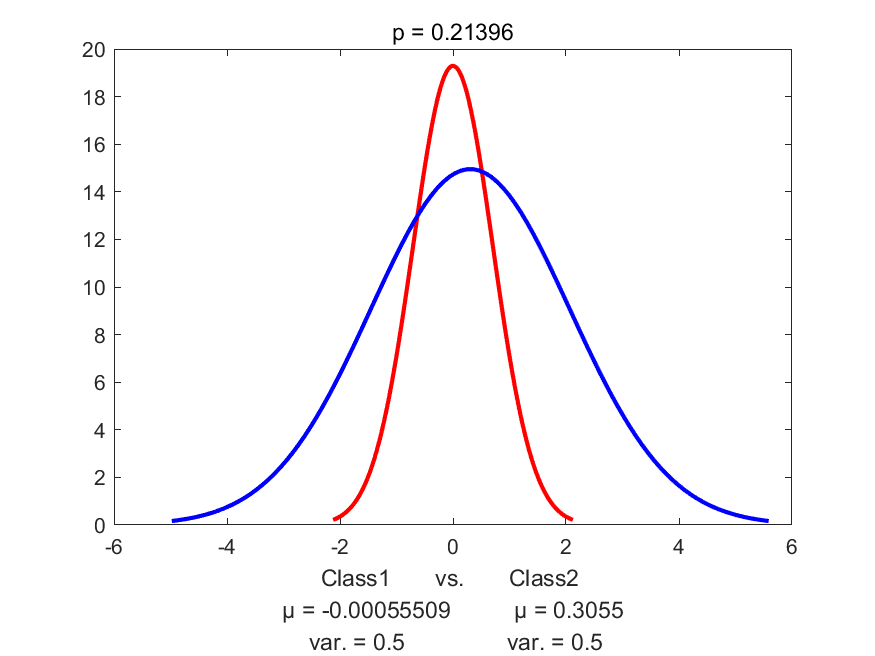 p = 0.21396
20
18
16
14
12
10
8
6
4
2
0
-6 -4 -2 0 2 4 6
Class1 vs. Class2
μ = -0.00055509 μ = 0.3055
var. = 0.5 var. = 0.5